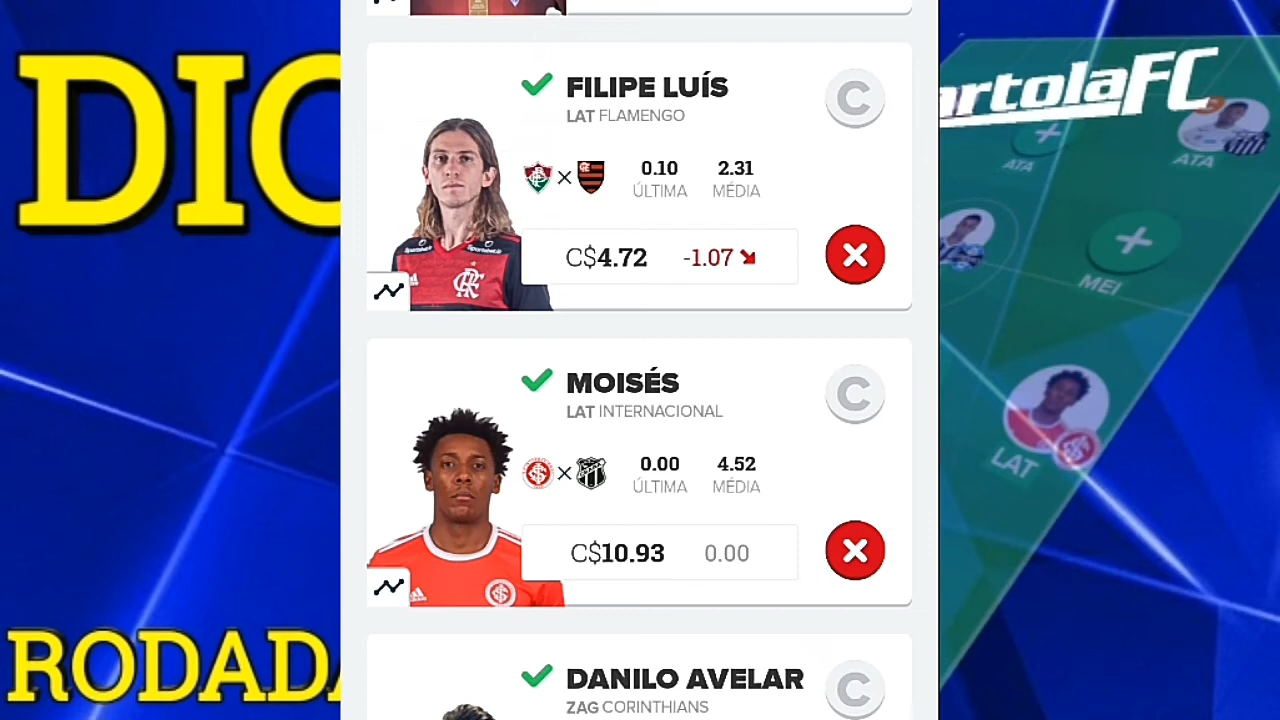 DIC
FILIPE LUÍS
LAT FLAMENGO
C
0.10
ÚLTIMA
2.31
MÉDIA
C$4.72
-1.07
MOISÉS
LAT INTERNACIONAL
C
0.00
ÚLTIMA
4.52
MÉDIA
C$10.93
0.00
DANILO AVELAR
ZAG CORINTHIANS
C
RODADA
artolaFC
ATA
ATA
MEI
LAT